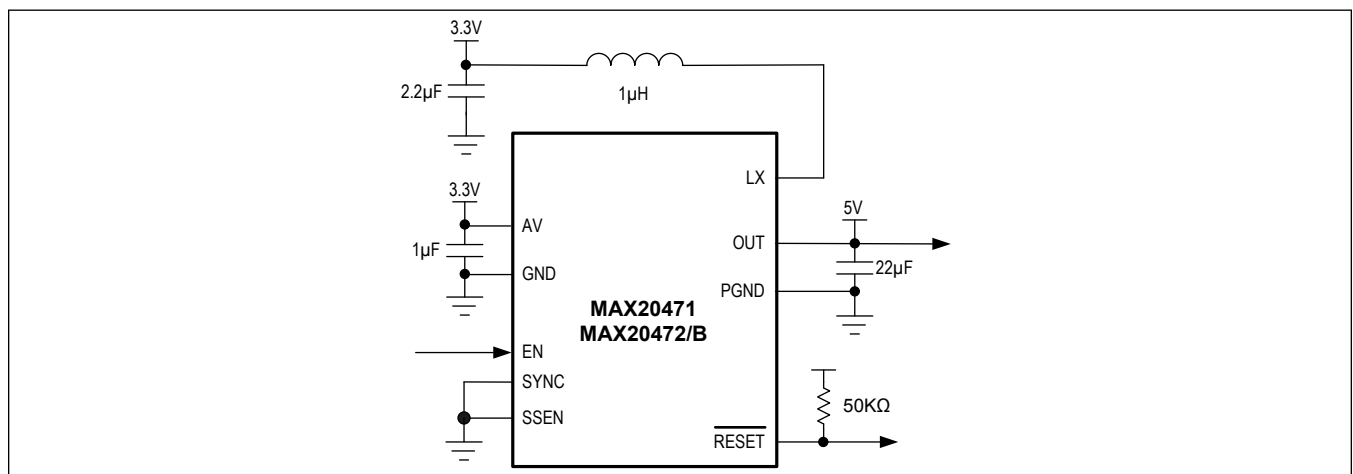 3.3V
2.2µF
1µH
LX
3.3V
AV
5V
OUT
1µF
GND
22µF
PGND
MAX20471
MAX20472/B
EN
SYNC
50KΩ
SSEN
RESET